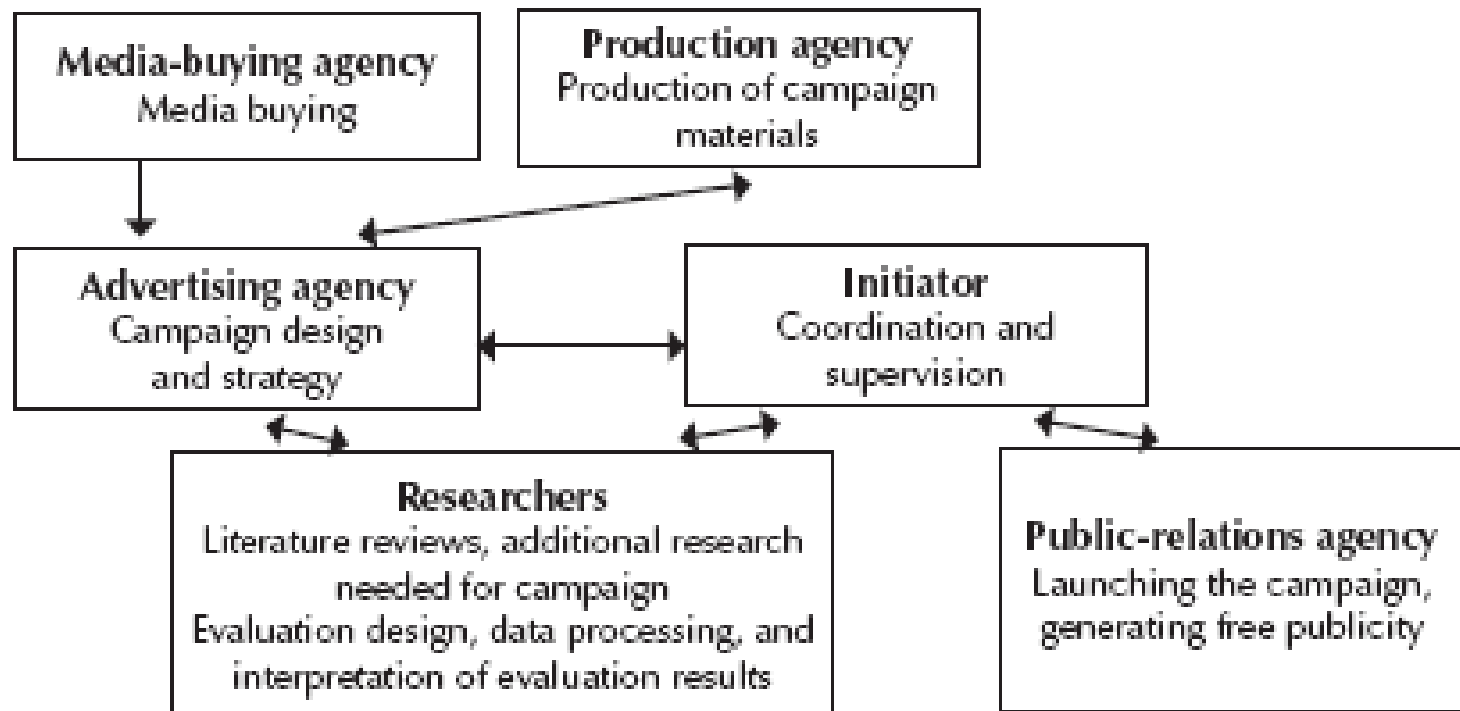 Media-buying agency
Media buying
Production agency
Production of campaign
materials
Advertising agency
Campaign design
and strategy
Initiator
Coordination and
supervision
Researchers
Literature reviews, additional research
needed for campaign
Evaluation design, data processing, and
interpretation of evaluation results
Public-relations agency
Launching the campaign,
generating free publicity